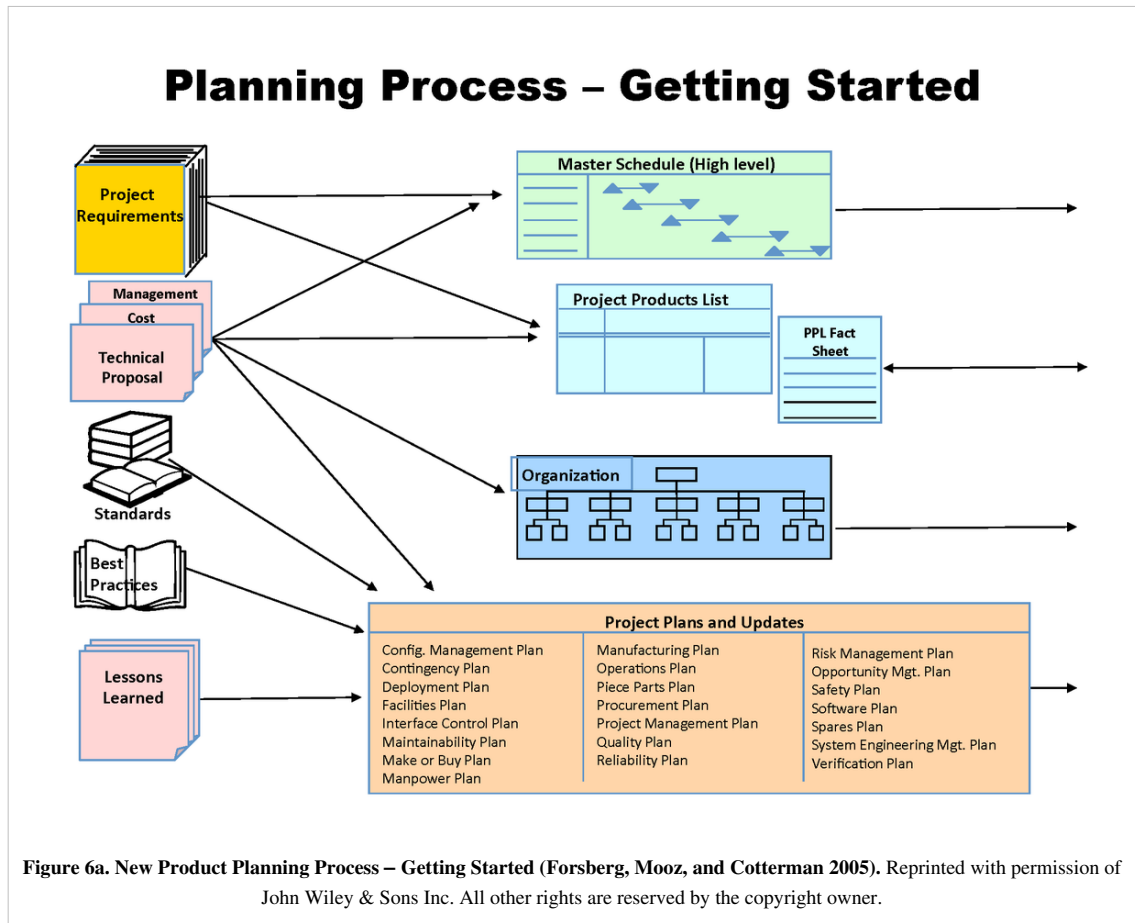 Planning Process – Getting Started
Project
Requirements
Management
Cost
Technical
Proposal
Standards
Best
Practices
Lessons
Learned
Master Schedule (High level)
Project Products List
PPL Fact
Sheet
Organization
Project Plans and Updates
Config. Management Plan
Contingency Plan
Deployment Plan
Facilities Plan
Interface Control Plan
Maintainability Plan
Make or Buy Plan
Manpower Plan
Manufacturing Plan
Operations Plan
Piece Parts Plan
Procurement Plan
Project Management Plan
Quality Plan
Reliability Plan
Risk Management Plan
Opportunity Mgt. Plan
Safety Plan
Software Plan
Spares Plan
System Engineering Mgt. Plan
Verification Plan
Figure 6a. New Product Planning Process – Getting Started (Forsberg, Mooz, and Cotterman 2005). Reprinted with permission of
John Wiley & Sons Inc. All other rights are reserved by the copyright owner.